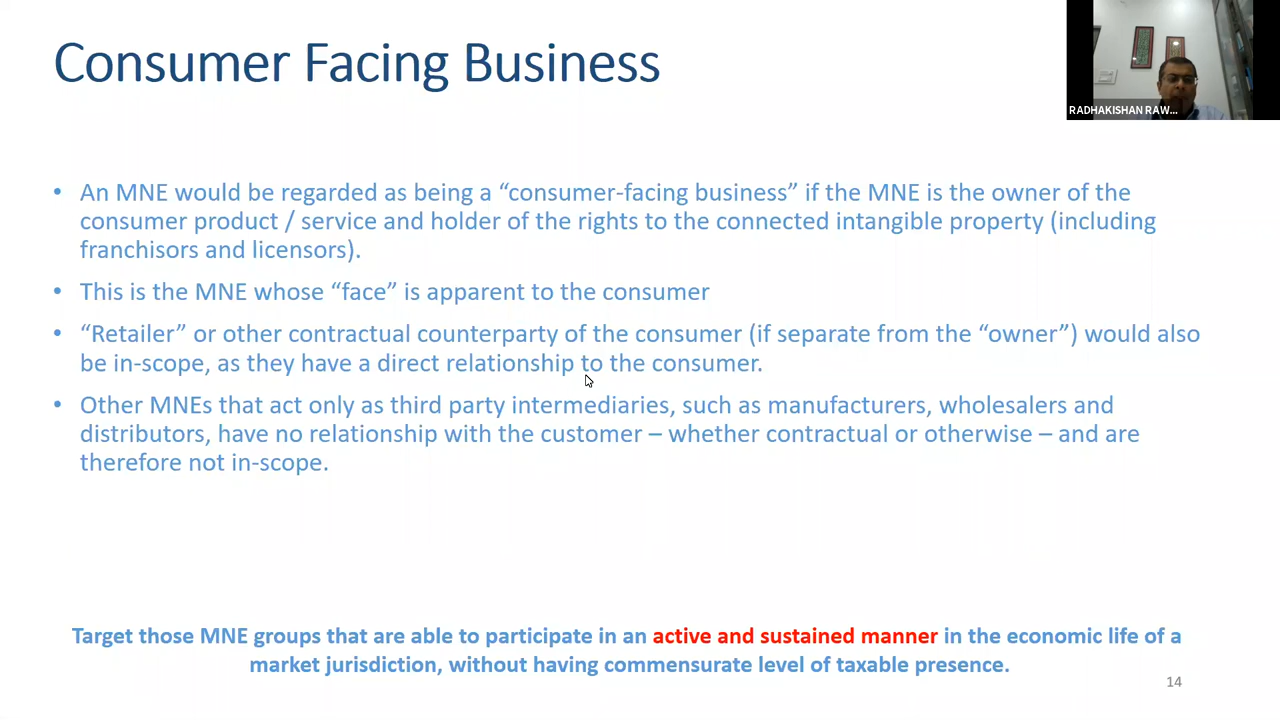 Consumer Facing Business
RADHAKISHAN RAW...
• An MNE would be regarded as being a “consumer-facing business” if the MNE is the owner of the
consumer product / service and holder of the rights to the connected intangible property (including
franchisors and licensors).
• This is the MNE whose “face” is apparent to the consumer
• “Retailer” or other contractual counterparty of the consumer (if separate from the “owner”) would also
be in-scope, as they have a direct relationship to the consumer.
• Other MNEs that act only as third party intermediaries, such as manufacturers, wholesalers and
distributors, have no relationship with the customer – whether contractual or otherwise – and are
therefore not in-scope.
Target those MNE groups that are able to participate in an active and sustained manner in the economic life of a
market jurisdiction, without having commensurate level of taxable presence.
14